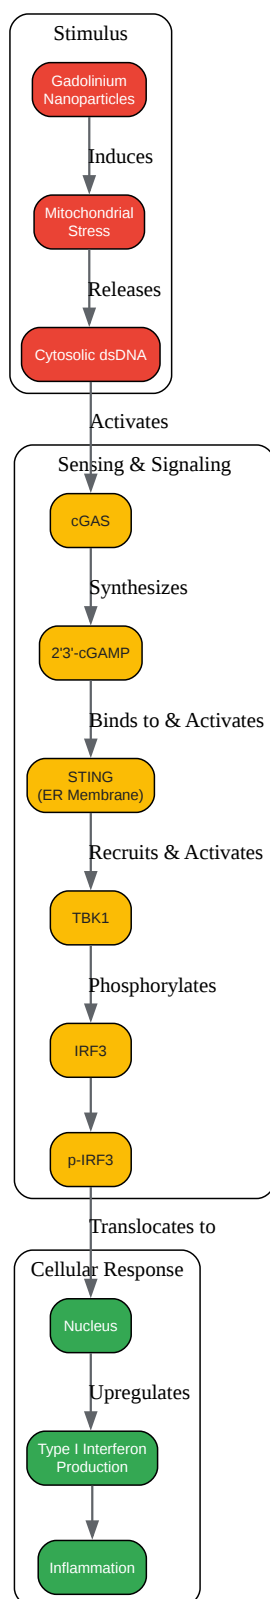 Stimulus
Gadolinium
Nanoparticles
Induces
Mitochondrial
Stress
Releases
Cytosolic dsDNA
Activates
Sensing & Signaling
cGAS
Synthesizes
2'3'-cGAMP
Binds to & Activates
STING
(ER Membrane)
Recruits & Activates
TBK1
Phosphorylates
IRF3
p-IRF3
Translocates to
Cellular Response
Nucleus
Upregulates
Type I Interferon
Production
Inflammation